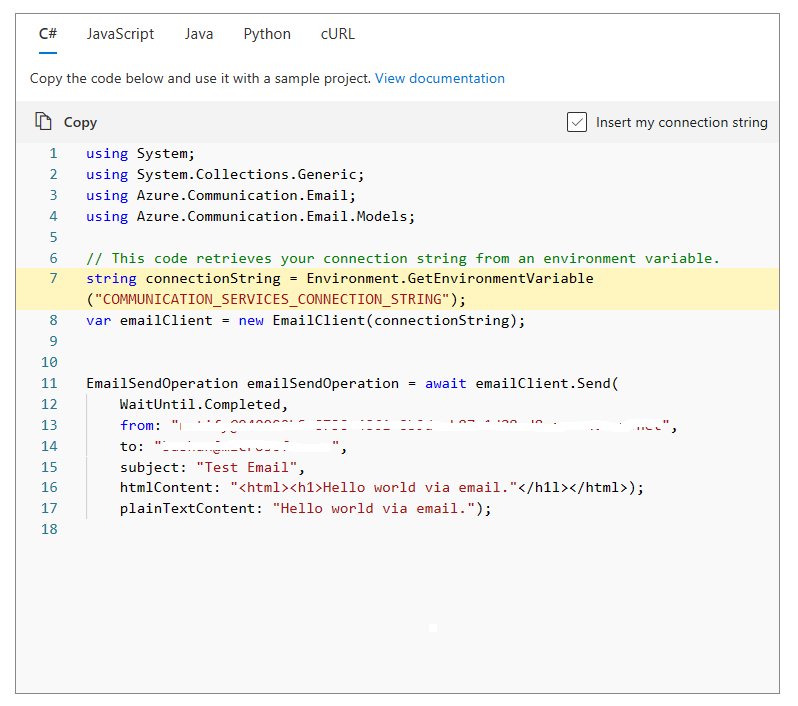 C# JavaScript Java Python cURL
Copy the code below and use it with a sample project. View documentation
Copy Insert my connection string
1 using System;
2 using System.Collections.Generic;
3 using Azure.Communication.Email;
4 using Azure.Communication.Email.Models;
5
6 // This code retrieves your connection string from an environment variable.
7 string connectionString = Environment.GetEnvironmentVariable
("COMMUNICATION_SERVICES_CONNECTION_STRING");
8 var emailClient = new EmailClient(connectionString);
9
10
11 EmailSendOperation emailSendOperation = await emailClient.Send(
12 WaitUntil.Completed,
13 from: "",
14 to: "",
15 subject: "Test Email",
16 htmlContent: "<html><h1>Hello world via email."</h1l></html>);
17 plainTextContent: "Hello world via email.");
18